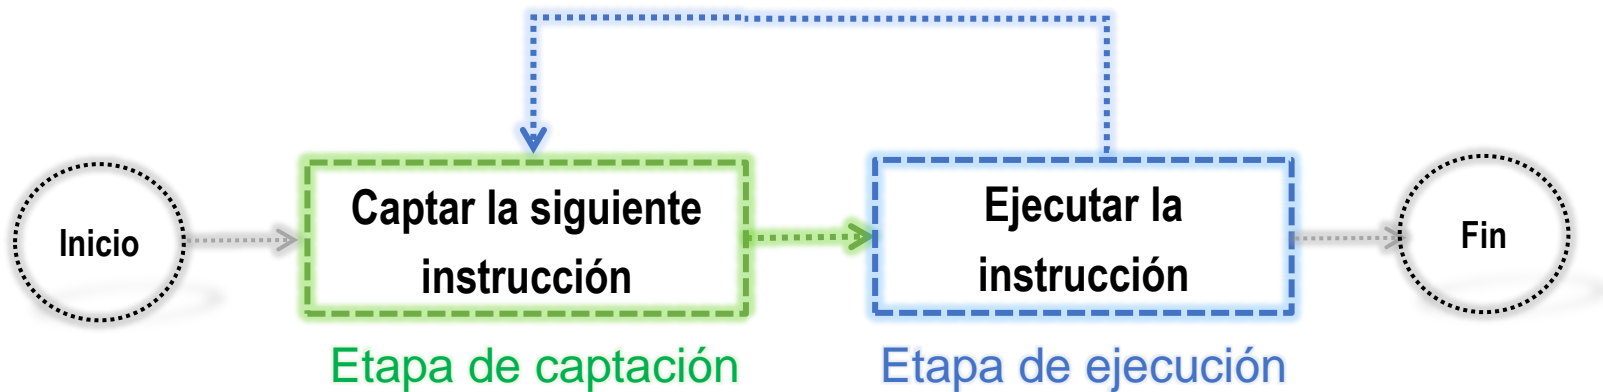 Inicio
Captar la siguiente
instrucción
Ejecutar la
instrucción
Fin
Etapa de captación
Etapa de ejecución